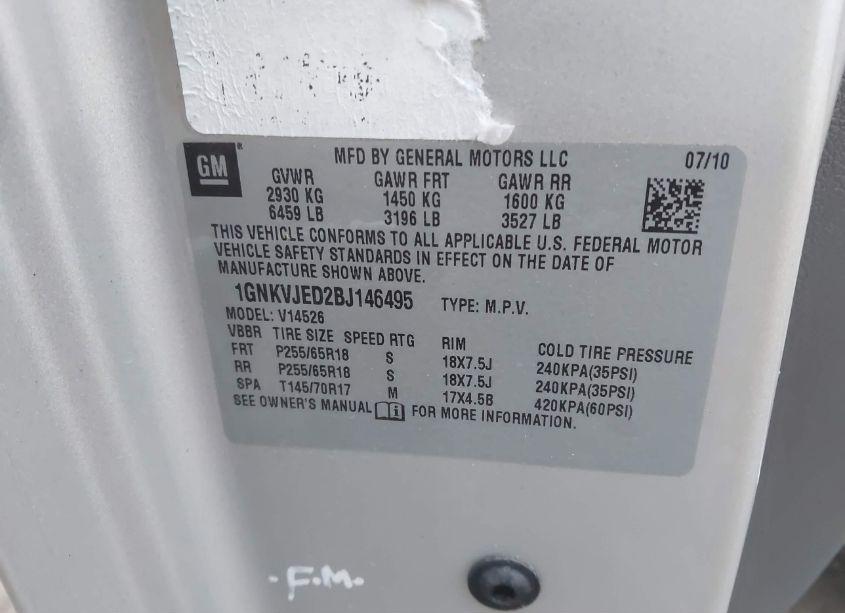 GM
MFD BY GENERAL MOTORS LLC 07/10
GVWR GAWR FRT GAWR RR
2930 KG 1450 KG 1600 KG
6459 LB 3196 LB 3527 LB
THIS VEHICLE CONFORMS TO ALL APPLICABLE U.S. FEDERAL MOTOR
VEHICLE SAFETY STANDARDS IN EFFECT ON THE DATE OF
MANUFACTURE SHOWN ABOVE.
1GNKVJED2BJ146495 TYPE: M.P.V.
MODEL: V14526
VBBR TIRE SIZE SPEED RTG RIM COLD TIRE PRESSURE
FRT P255/65R18 S 18X7.5J 240KPA(35PSI)
RR P255/65R18 S 18X7.5J 240KPA(35PSI)
SPA T145/70R17 M 17X4.5B 420KPA(60PSI)
SEE OWNER'S MANUAL FOR MORE INFORMATION.
F.M.